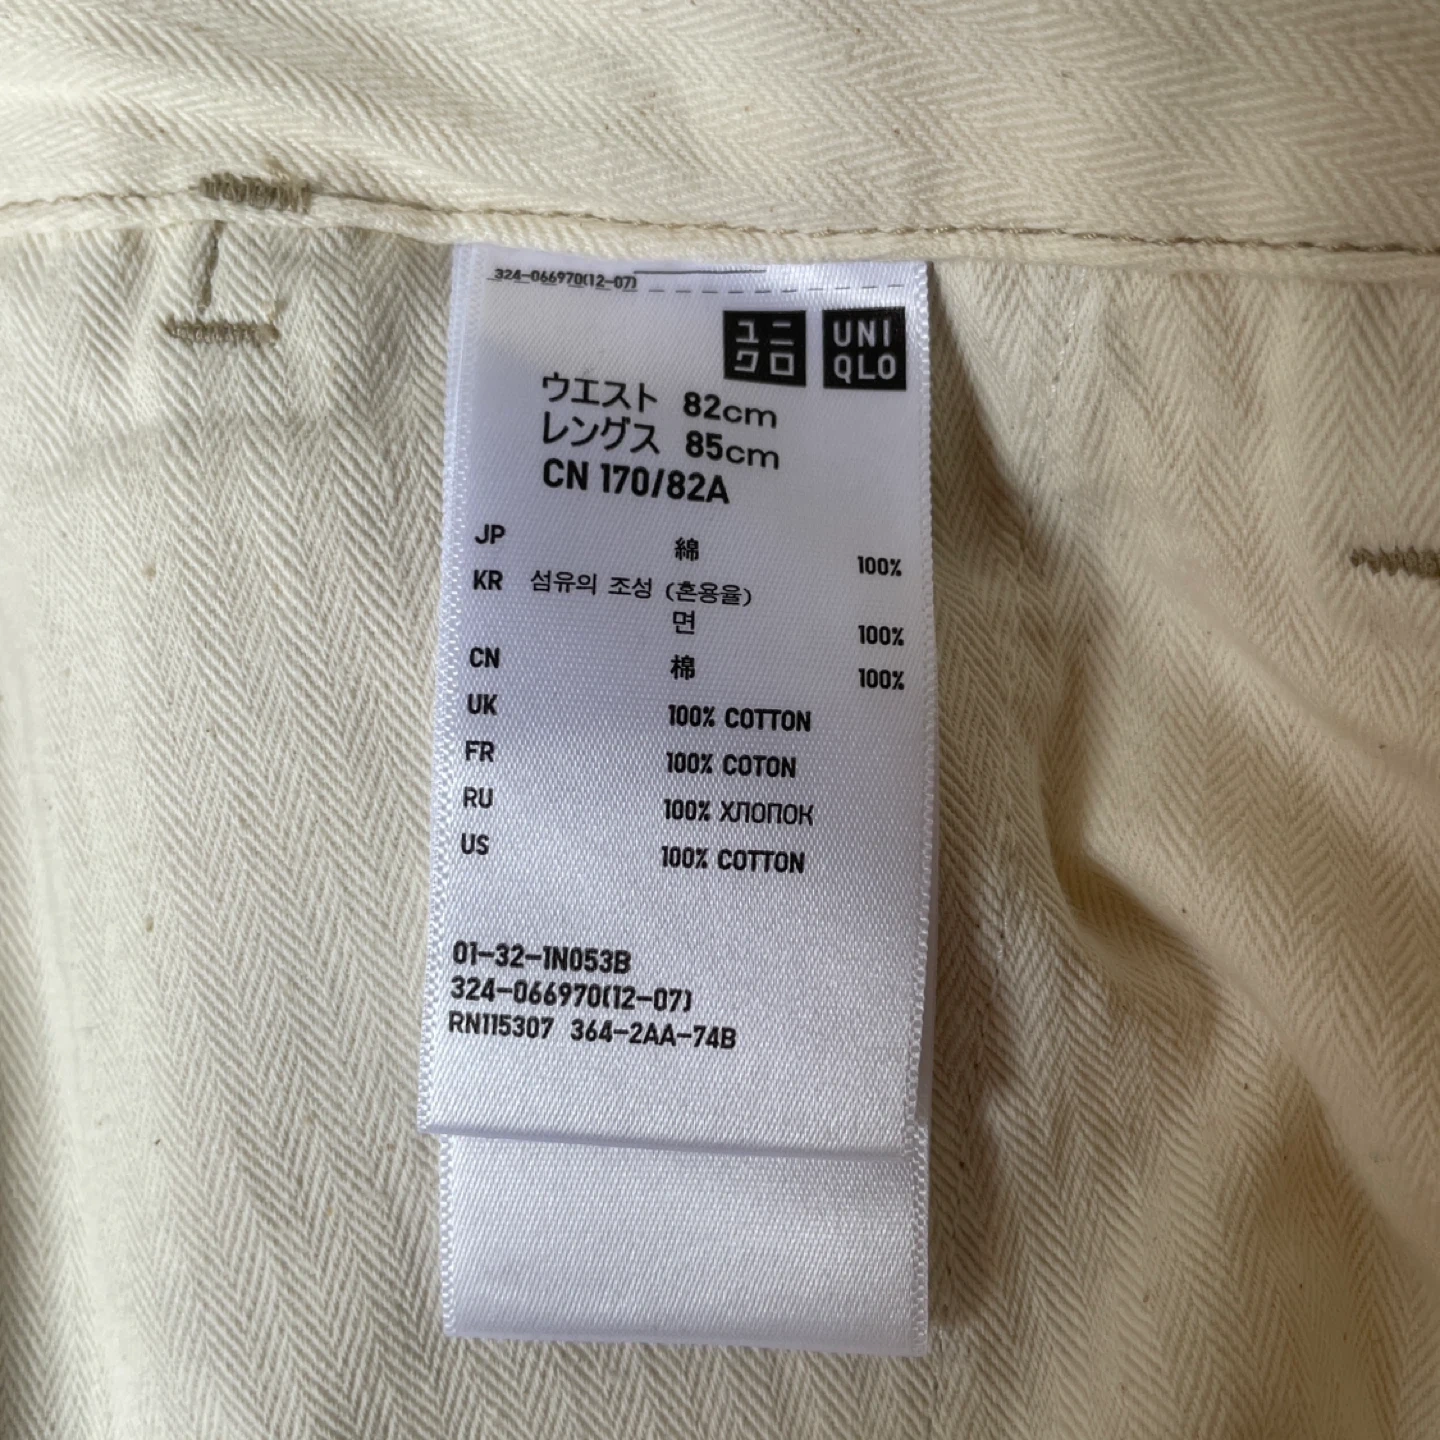 324-066970(12-07)
ユニ
クロ
UNI
QLO
ウエスト 82cm
レングス 85cm
CN 170/82A
JP 綿 100%
KR 섬유의 조성 (혼용율)
면 100%
CN 棉 100%
UK 100% COTTON
FR 100% COTON
RU 100% ХЛОПОК
US 100% COTTON
01-32-1N053B
324-066970(12-07)
RN115307 364-2AA-74B